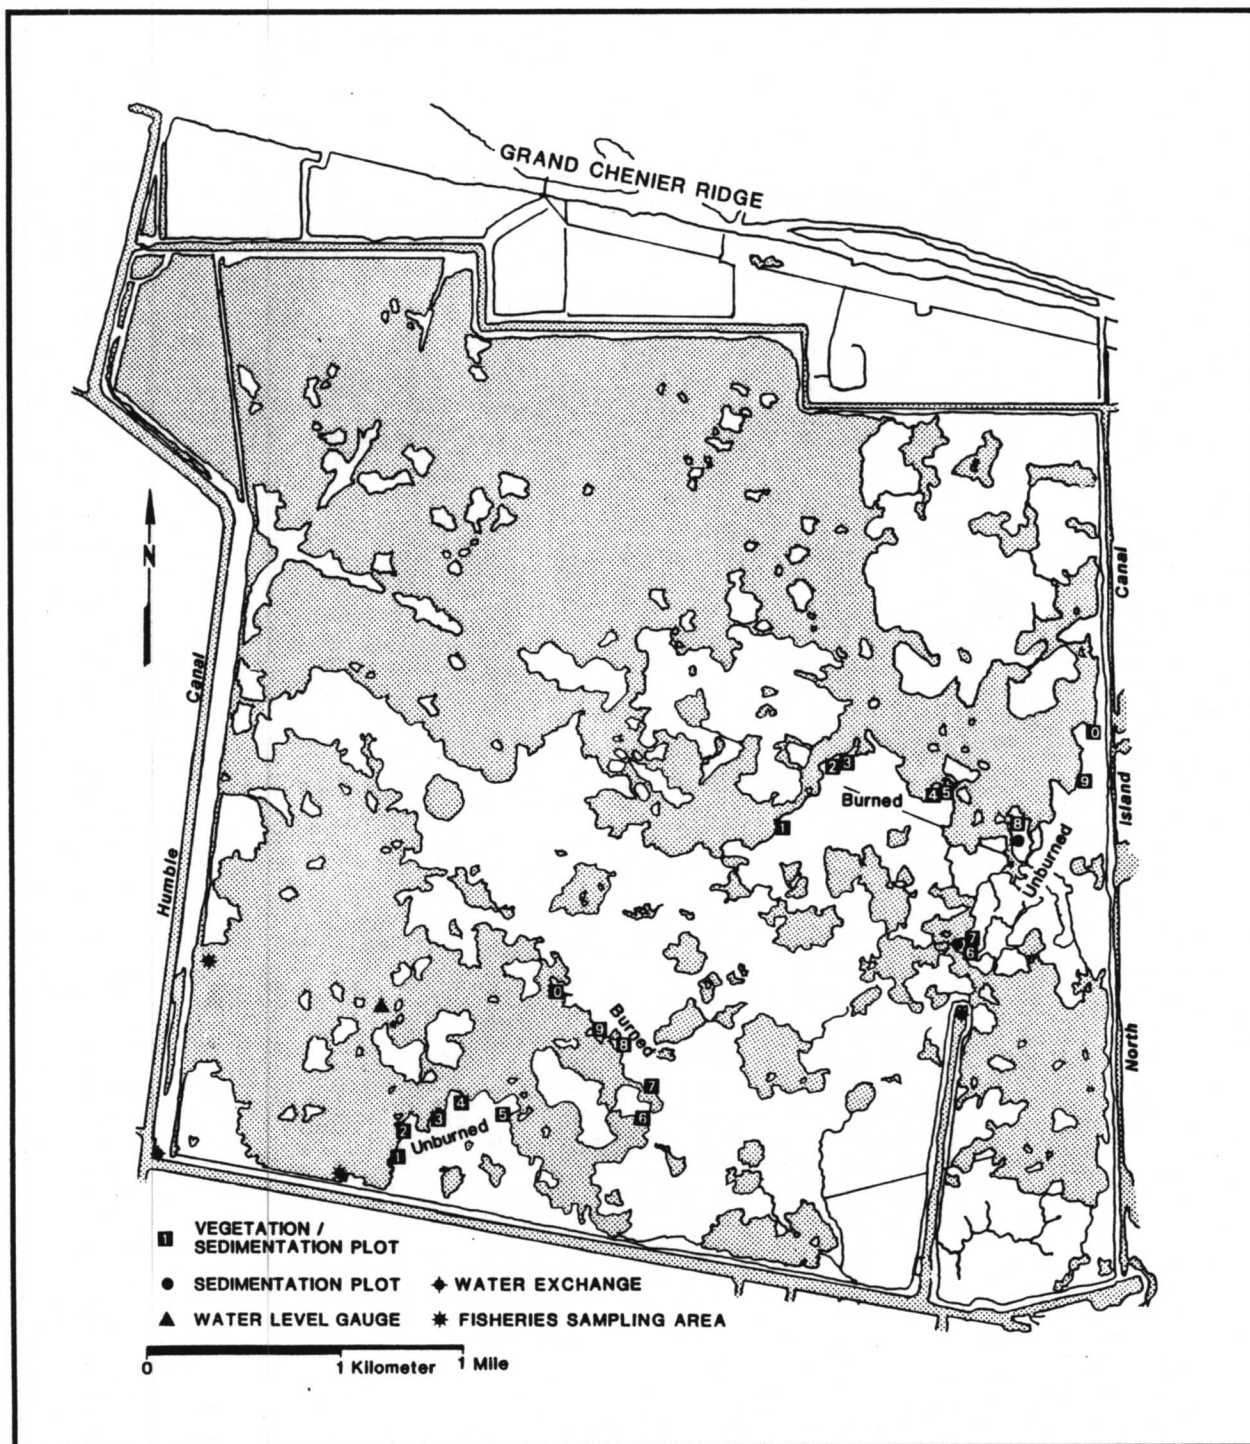 GRAND CHENIER RIDGE
N
Canal
Humble
Canal
Island
North
0
9
2
3
4
5
Burned
1
8
Unburned
7
6
0
9
8
Burned
7
6
4
5
3
2
1
Unburned
1 VEGETATION /
SEDIMENTATION PLOT
SEDIMENTATION PLOT
WATER EXCHANGE
WATER LEVEL GAUGE
FISHERIES SAMPLING AREA
0
1 Kilometer
1 Mile